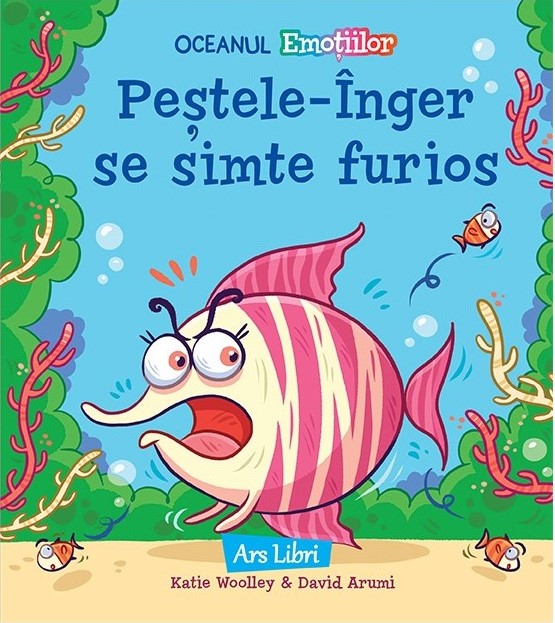 OCEANUL Emoțiilor
Peștele-Înger
se simte furios
Ars Libri
Katie Woolley & David Arumi